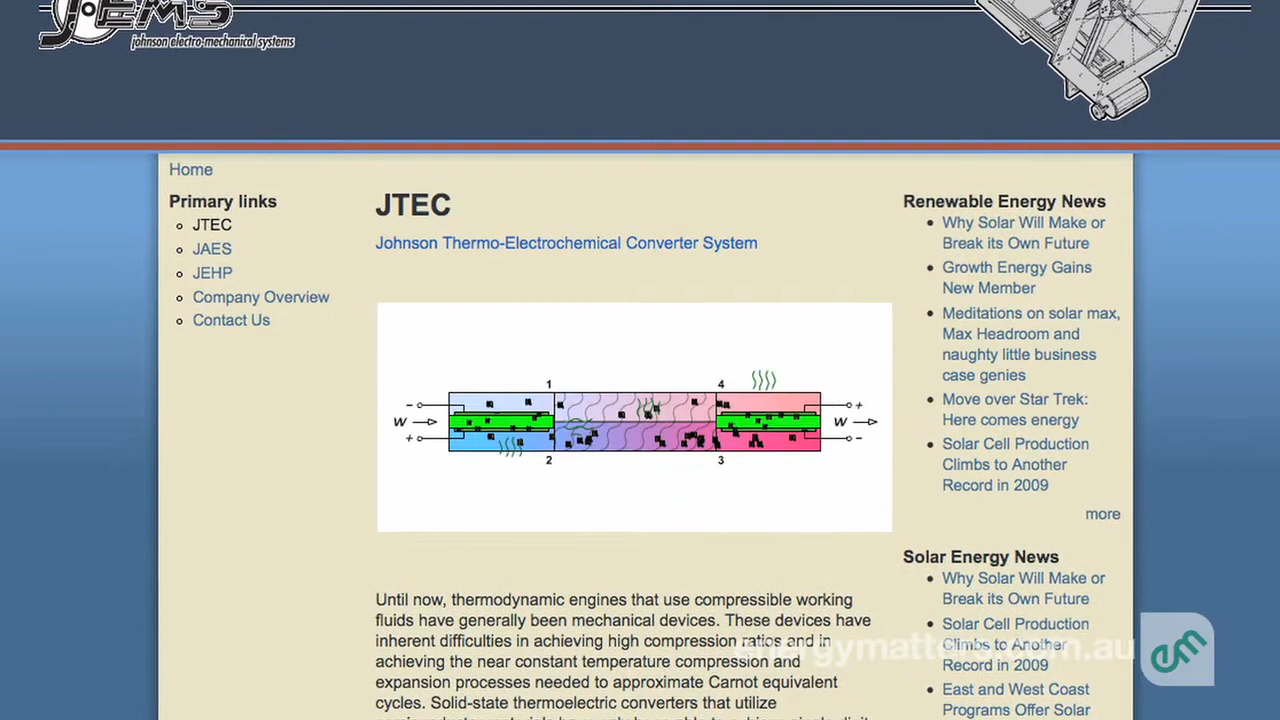 JEMS
johnson electro-mechanical systems
Home
Primary links
JTEC
JAES
JEHP
Company Overview
Contact Us
JTEC
Johnson Thermo-Electrochemical Converter System
1
4
–
+
W
W
+
–
2
3
Until now, thermodynamic engines that use compressible working
fluids have generally been mechanical devices. These devices have
inherent difficulties in achieving high compression ratios and in
achieving the near constant temperature compression and
expansion processes needed to approximate Carnot equivalent
cycles. Solid-state thermoelectric converters that utilize
Renewable Energy News
Why Solar Will Make or
Break its Own Future
Growth Energy Gains
New Member
Meditations on solar max,
Max Headroom and
naughty little business
case genies
Move over Star Trek:
Here comes energy
Solar Cell Production
Climbs to Another
Record in 2009
more
Solar Energy News
Why Solar Will Make or
Break its Own Future
Solar Cell Production
Climbs to Another
Record in 2009
East and West Coast
Programs Offer Solar
energymatters.com.au
em